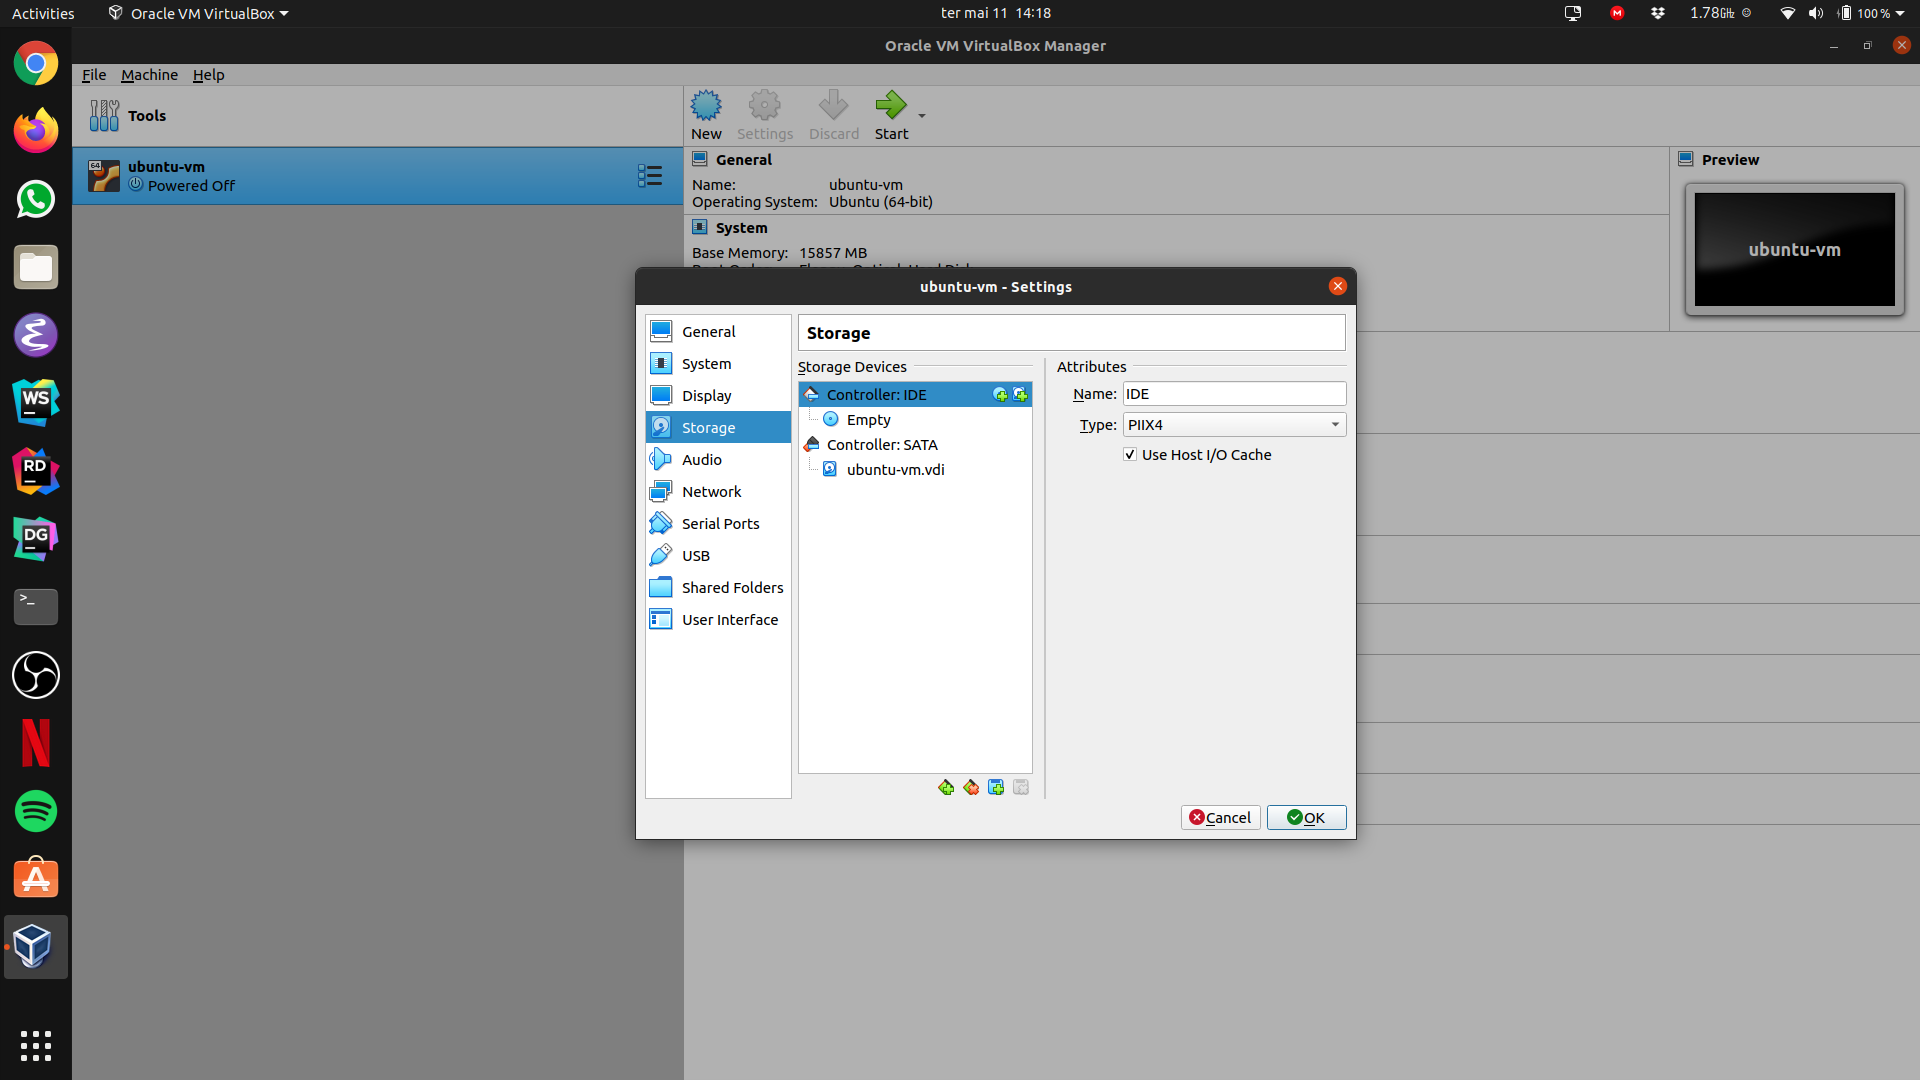 Activities
Oracle VM VirtualBox
ter mai 11 14:18
M
1.78GHz
100 %
Oracle VM VirtualBox Manager
File Machine Help
Tools
New
Settings
Discard
Start
64
ubuntu-vm
Powered Off
General
Name: ubuntu-vm
Operating System: Ubuntu (64-bit)
System
Base Memory: 15857 MB
Preview
ubuntu-vm
ubuntu-vm - Settings
General
System
Display
Storage
Audio
Network
Serial Ports
USB
Shared Folders
User Interface
Storage
Storage Devices
Controller: IDE
Empty
Controller: SATA
ubuntu-vm.vdi
Attributes
Name: IDE
Type: PIIX4
Use Host I/O Cache
Cancel
OK
WS
RD
DG
>_
N
A